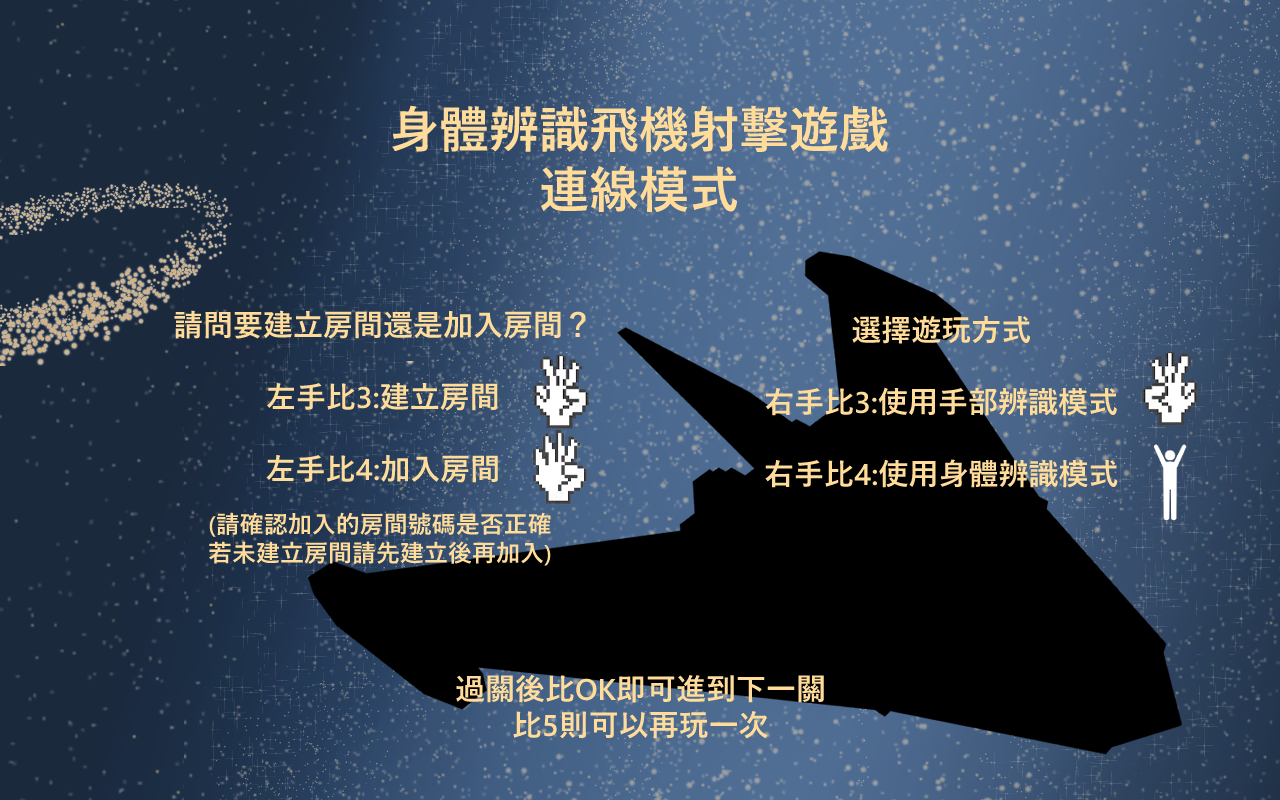 身體辨識飛機射擊遊戲
連線模式
請問要建立房間還是加入房間？
左手比3:建立房間
左手比4:加入房間
(請確認加入的房間號碼是否正確
若未建立房間請先建立後再加入)
選擇遊玩方式
右手比3:使用手部辨識模式
右手比4:使用身體辨識模式
過關後比OK即可進到下一關
比5則可以再玩一次